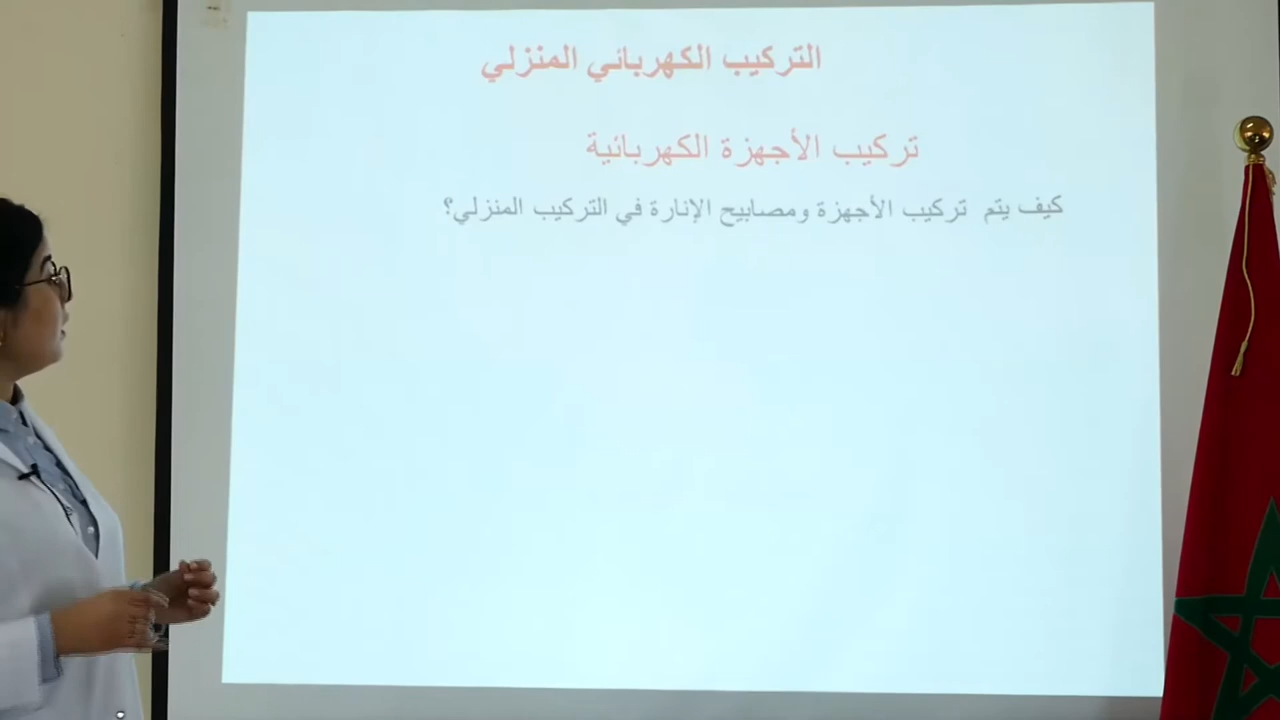 التركيب الكهربائي المنزلي
تركيب الأجهزة الكهربائية
كيف يتم تركيب الأجهزة ومصابيح الإنارة في التركيب المنزلي؟